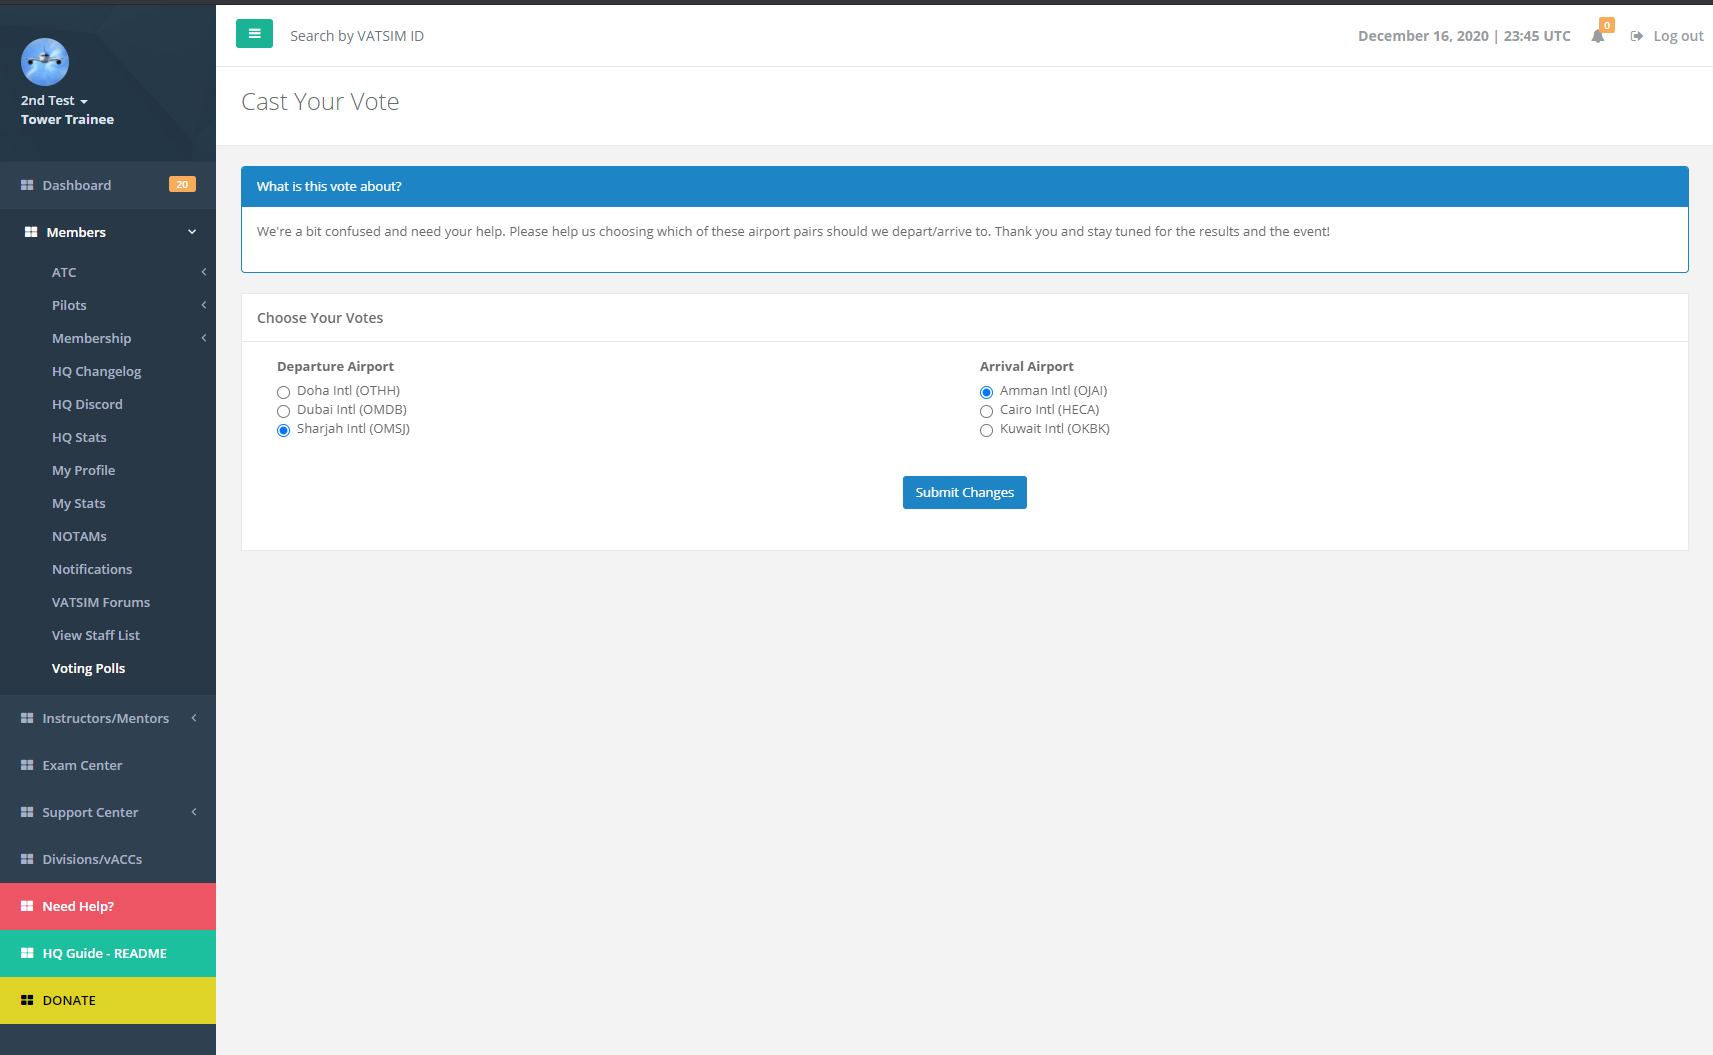 2nd Test
Tower Trainee
Dashboard 20
Members
ATC
Pilots
Membership
HQ Changelog
HQ Discord
HQ Stats
My Profile
My Stats
NOTAMs
Notifications
VATSIM Forums
View Staff List
Voting Polls
Instructors/Mentors
Exam Center
Support Center
Divisions/vACCs
Need Help?
HQ Guide - README
DONATE
Search by VATSIM ID
December 16, 2020 | 23:45 UTC
0
Log out
Cast Your Vote
What is this vote about?
We're a bit confused and need your help. Please help us choosing which of these airport pairs should we depart/arrive to. Thank you and stay tuned for the results and the event!
Choose Your Votes
Departure Airport
Doha Intl (OTHH)
Dubai Intl (OMDB)
Sharjah Intl (OMSJ)
Arrival Airport
Amman Intl (OJAI)
Cairo Intl (HECA)
Kuwait Intl (OKBK)
Submit Changes